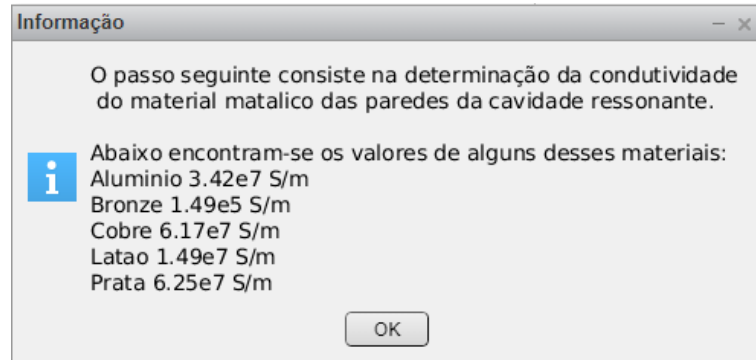 Informação
O passo seguinte consiste na determinação da condutividade
do material matalico das paredes da cavidade ressonante.
Abaixo encontram-se os valores de alguns desses materiais:
Aluminio 3.42e7 S/m
Bronze 1.49e5 S/m
Cobre 6.17e7 S/m
Latao 1.49e7 S/m
Prata 6.25e7 S/m
OK